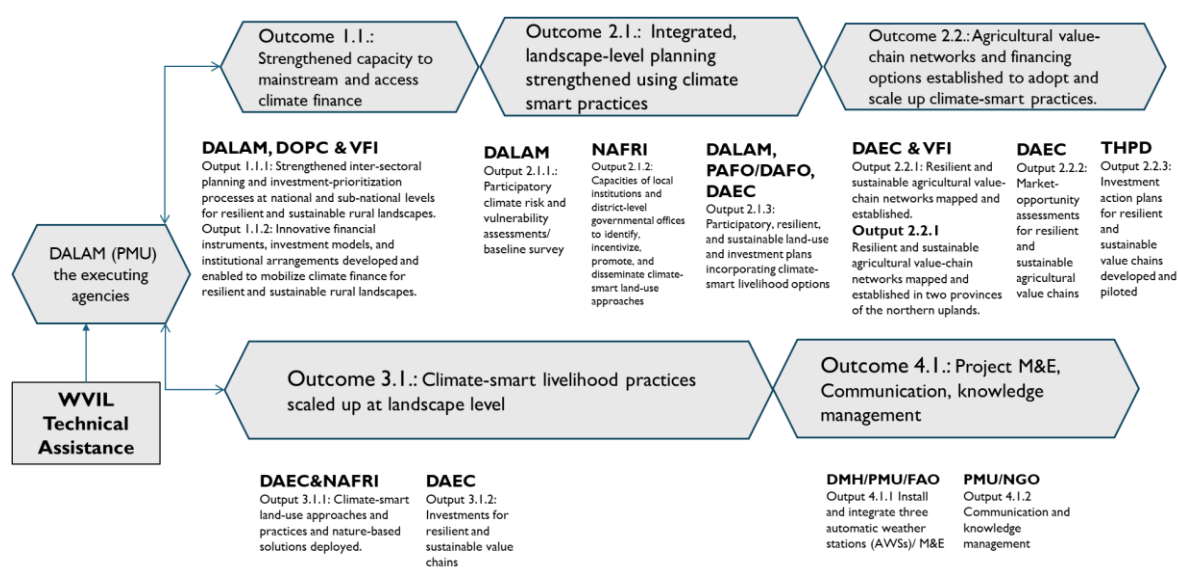 Outcome 1.1.:
Strengthened capacity to
mainstream and access
climate finance
Outcome 2.1.: Integrated,
landscape-level planning
strengthened using climate
smart practices
Outcome 2.2.: Agricultural value-
chain networks and financing
options established to adopt and
scale up climate-smart practices.
DALAM, DOPC & VFI
Output 1.1.1: Strengthened inter-sectoral
planning and investment-prioritization
processes at national and sub-national levels
for resilient and sustainable rural landscapes.
Output 1.1.2: Innovative financial
instruments, investment models, and
institutional arrangements developed and
enabled to mobilize climate finance for
resilient and sustainable rural landscapes.
DALAM
Output 2.1.1.:
Participatory
climate risk and
vulnerability
assessments/
baseline survey
NAFRI
Output 2.1.2:
Capacities of local
institutions and
district-level
governmental offices
to identify,
incentivize,
promote, and
disseminate climate-
smart land-use
approaches
DALAM,
PAFO/DAFO,
DAEC
Output 2.1.3:
Participatory, resilient,
and sustainable land-use
and investment plans
incorporating climate-
smart livelihood options
DAEC & VFI
Output 2.2.1: Resilient and
sustainable agricultural value-
chain networks mapped and
established.
Output 2.2.1
Resilient and sustainable
agricultural value-chain
networks mapped and
established in two provinces
of the northern uplands.
DAEC
Output 2.2.2:
Market-
opportunity
assessments
for resilient
and
sustainable
agricultural
value chains
THPD
Output 2.2.3:
Investment
action plans
for resilient
and
sustainable
value chains
developed and
piloted
DALAM (PMU)
the executing
agencies
WVIL
Technical
Assistance
Outcome 3.1.: Climate-smart livelihood practices
scaled up at landscape level
Outcome 4.1.: Project M&E,
Communication, knowledge
management
DAEC&NAFRI
Output 3.1.1: Climate-smart
land-use approaches and
practices and nature-based
solutions deployed.
DAEC
Output 3.1.2:
Investments for
resilient and
sustainable value
chains
DMH/PMU/FAO
Output 4.1.1 Install
and integrate three
automatic weather
stations (AWSs)/ M&E
PMU/NGO
Output 4.1.2
Communication and
knowledge
management